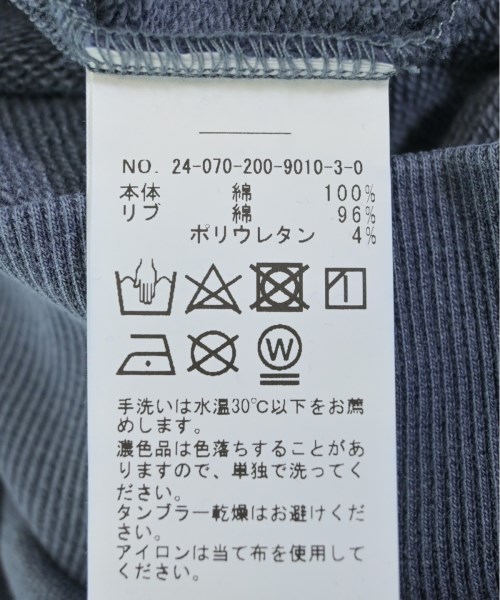 NO. 24-070-200-9010-3-0
本体 綿 100%
リブ 綿 96%
ポリウレタン 4%
W
手洗いは水温30℃以下をお薦
めします。
濃色品は色落ちすることがあ
りますので、単独で洗ってく
ださい。
タンブラー乾燥はお避けくだ
さい。
アイロンは当て布を使用して
ください。